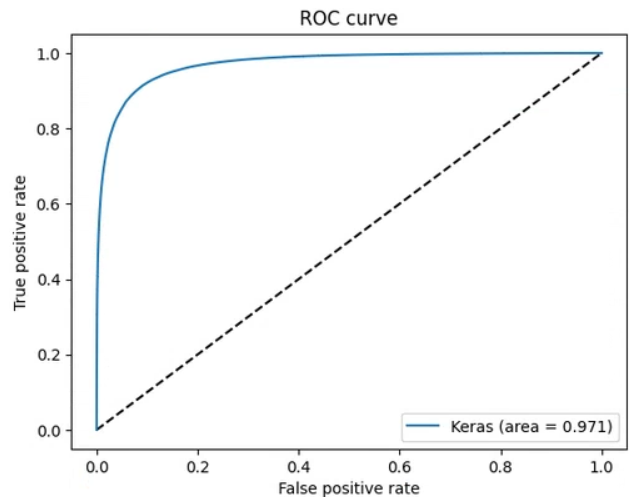 ROC curve
1.0
0.8
0.6
0.4
0.2
0.0
True positive rate
Keras (area = 0.971)
0.0 0.2 0.4 0.6 0.8 1.0
False positive rate